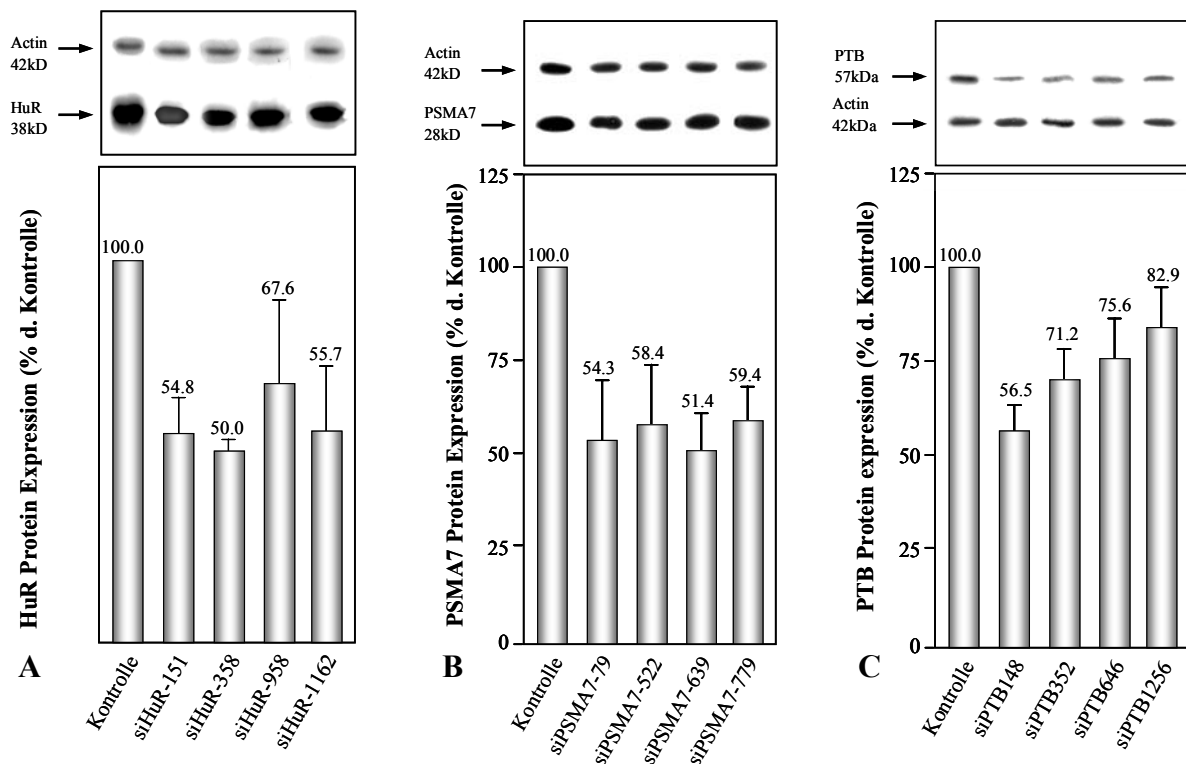 Actin
42kD
HuR
38kD
HuR Protein Expression (% d. Kontrolle)
100.0
54.8
50.0
67.6
55.7
A
Kontrolle
siHuR-151
siHuR-358
siHuR-958
siHuR-1162
Actin
42kD
PSMA7
28kD
PSMA7 Protein Expression (% d. Kontrolle)
125
100
75
50
25
0
100.0
54.3
58.4
51.4
59.4
B
Kontrolle
siPSMA7-79
siPSMA7-522
siPSMA7-639
siPSMA7-779
PTB
57kDa
Actin
42kDa
PTB Protein expression (% d. Kontrolle)
125
100
75
50
25
0
100.0
56.5
71.2
75.6
82.9
C
Kontrolle
siPTB148
siPTB352
siPTB646
siPTB1256